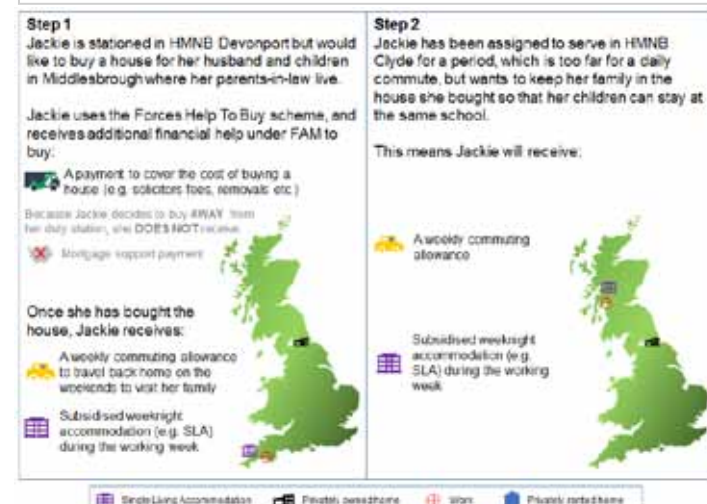 Step 1
Jackie is stationed in HMNB Devonport but would
like to buy a house for her husband and children
in Middlesbrough where her parents-in-law live.
Jackie uses the Forces Help To Buy scheme, and
receives additional financial help under FAM to
buy:
A payment to cover the cost of buying a
house (e.g. solicitors fees, removals etc.)
Because Jackie decides to buy AWAY from
her duty station, she DOES NOT receive:
Mortgage support payment
Once she has bought the
house, Jackie receives:
A weekly commuting allowance
to travel back home on the
weekends to visit her family
Subsidised weeknight
accommodation (e.g. SLA)
during the working week
Step 2
Jackie has been assigned to serve in HMNB
Clyde for a period, which is too far for a daily
commute, but wants to keep her family in the
house she bought so that her children can stay at
the same school.
This means Jackie will receive:
A weekly commuting
allowance
Subsidised weeknight
accommodation (e.g.
SLA) during the working
week
Single Living Accommodation
Privately owned home
Work
Privately rented home